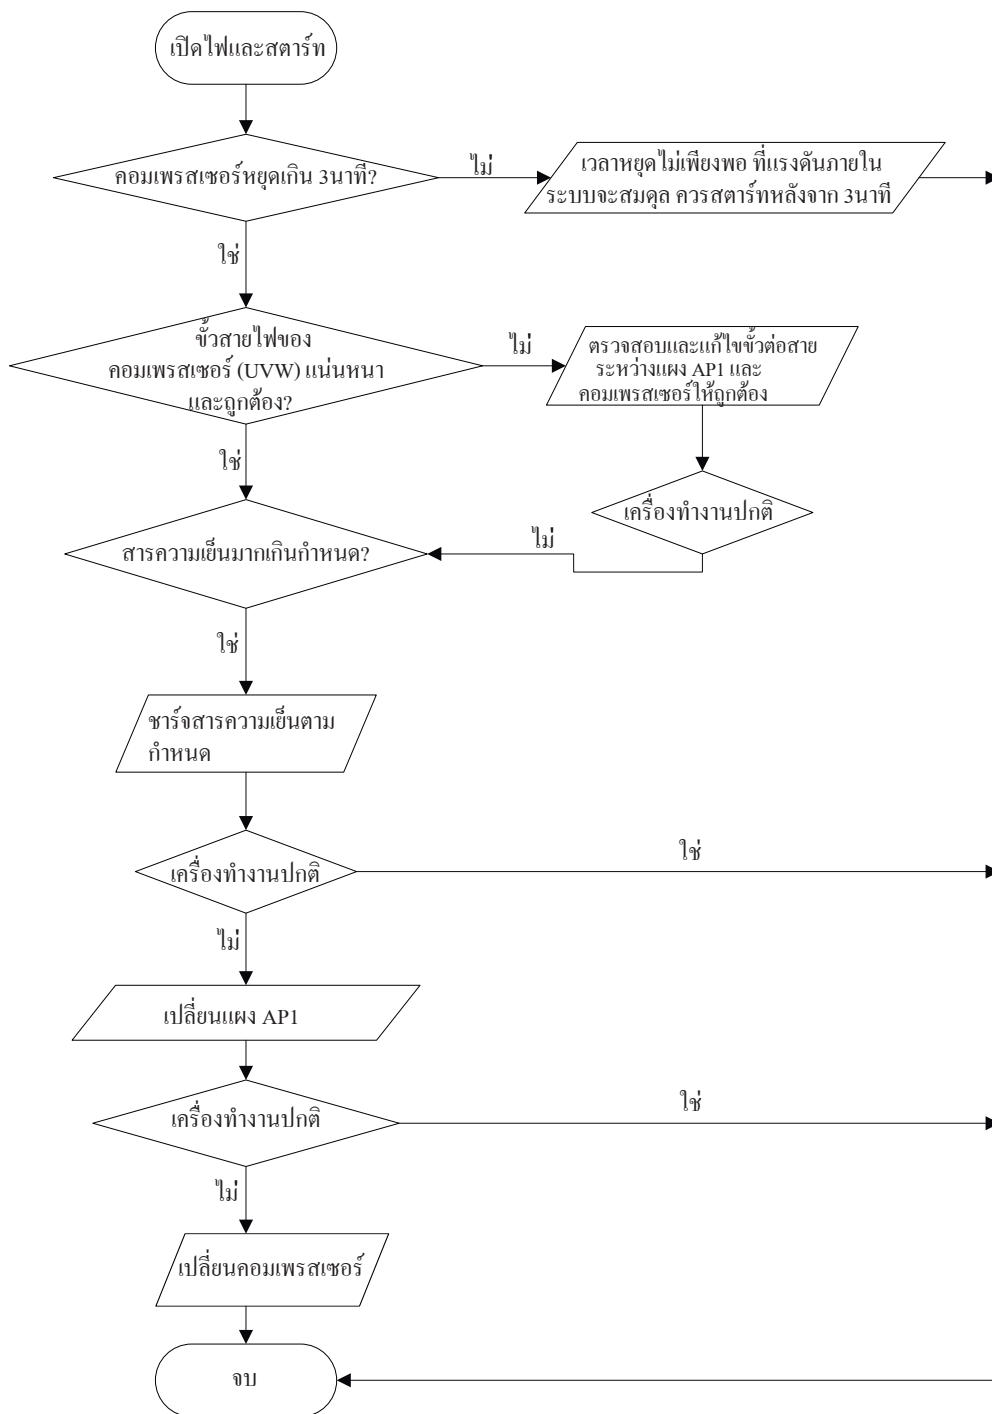 เปิดไฟและสตาร์ท
คอมเพรสเซอร์หยุดเกิน 3นาที?
ไม่
เวลาหยุดไม่เพียงพอ ที่แรงดันภายใน
ระบบจะสมดุล ควรสตาร์ทหลังจาก 3นาที
ใช่
ขั้วสายไฟของ
คอมเพรสเซอร์ (UVW) แน่นหนา
และถูกต้อง?
ไม่
ตรวจสอบและแก้ไขขั้วต่อสาย
ระหว่างแผง AP1 และ
คอมเพรสเซอร์ให้ถูกต้อง
ใช่
เครื่องทำงานปกติ
ไม่
สารความเย็นมากเกินกำหนด?
ใช่
ชาร์จสารความเย็นตาม
กำหนด
เครื่องทำงานปกติ
ใช่
ไม่
เปลี่ยนแผง AP1
เครื่องทำงานปกติ
ใช่
ไม่
เปลี่ยนคอมเพรสเซอร์
จบ